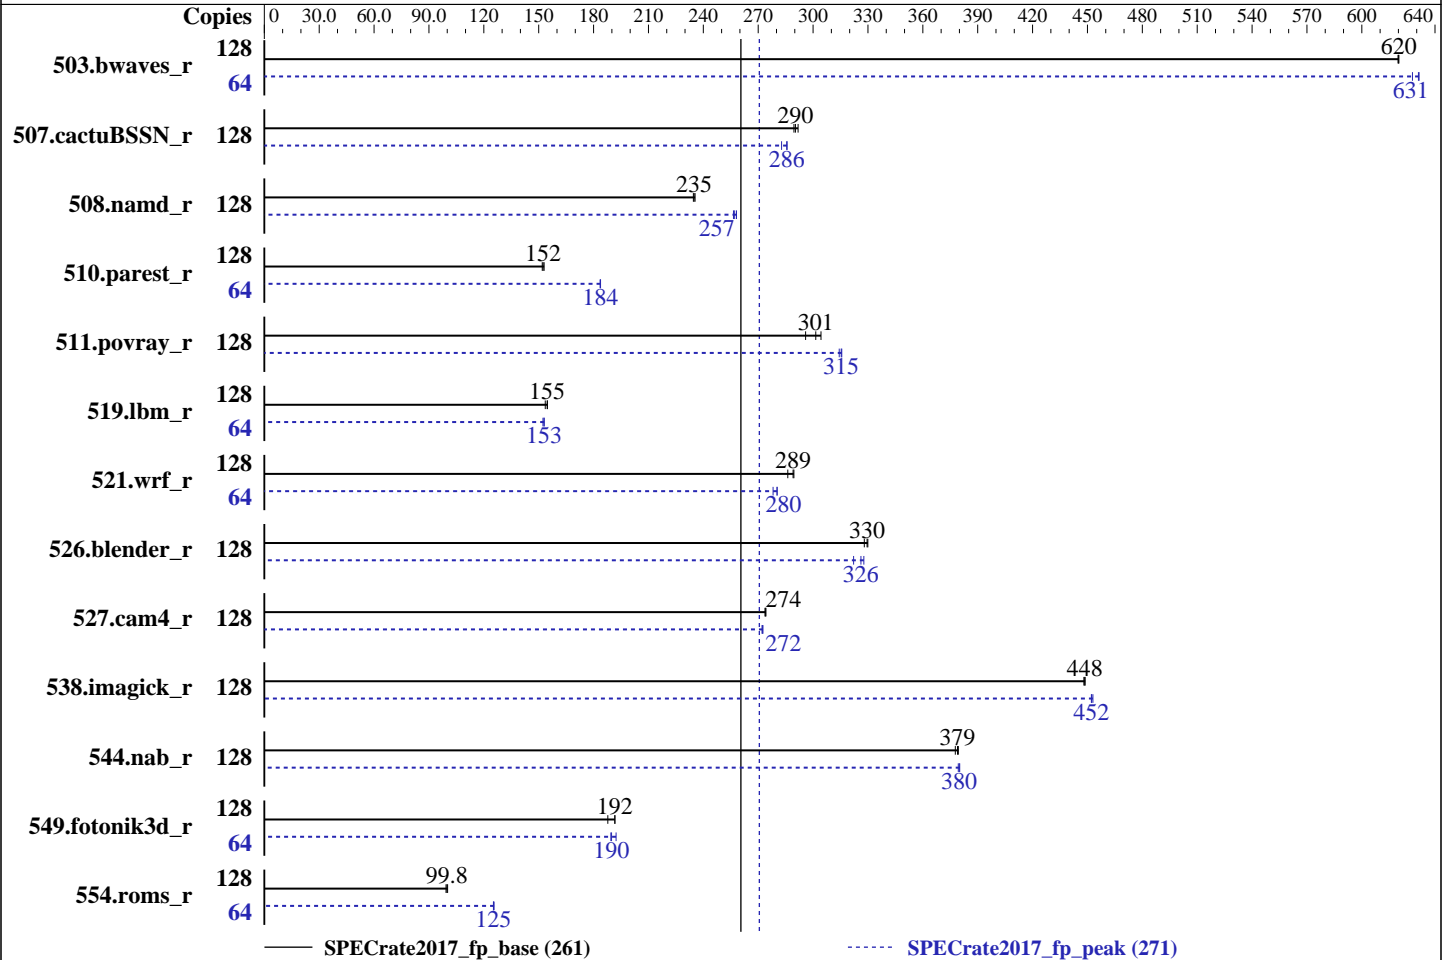 Copies 0 30.0 60.0 90.0 120 150 180 210 240 270 300 330 360 390 420 450 480 510 540 570 600 640
503.bwaves_r 128 620
64 631
507.cactuBSSN_r 128 290
286
508.namd_r 128 235
257
510.parest_r 128 152
64 184
511.povray_r 128 301
315
519.lbm_r 128 155
64 153
521.wrf_r 128 289
64 280
526.blender_r 128 330
326
527.cam4_r 128 274
272
538.imagick_r 128 448
452
544.nab_r 128 379
380
549.fotonik3d_r 128 192
64 190
554.roms_r 128 99.8
64 125
SPECrate2017_fp_base (261) SPECrate2017_fp_peak (271)